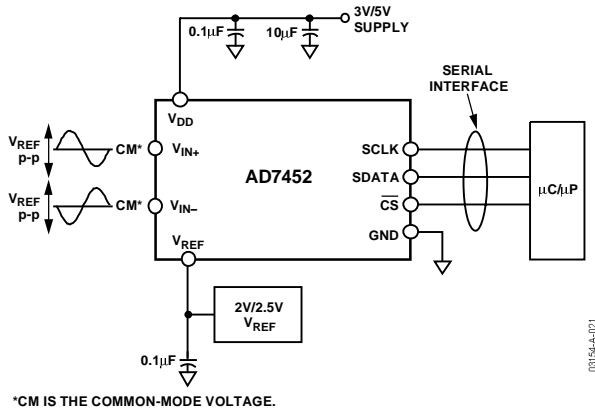 3V/5V
SUPPLY
0.1µF
10µF
SERIAL
INTERFACE
VDD
VREF
p-p
CM*
VIN+
AD7452
SCLK
SDATA
µC/µP
VREF
p-p
CM*
VIN–
CS
VREF
GND
2V/2.5V
VREF
0.1µF
03154-A-021
*CM IS THE COMMON-MODE VOLTAGE.